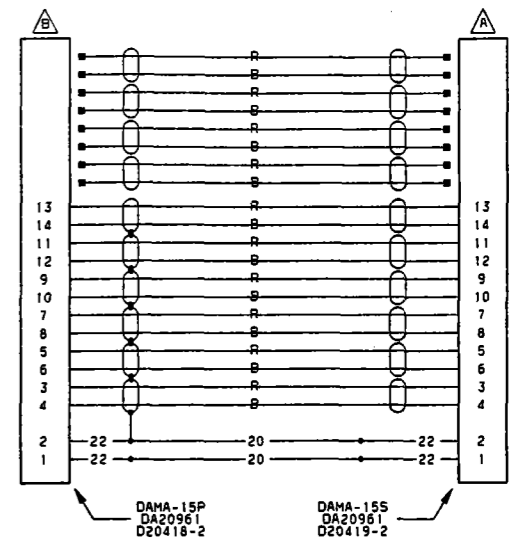 B A
R
B
R
B
R
B
R
B
13 R 13
14 B 14
11 R 11
12 B 12
9 R 9
10 B 10
7 R 7
8 B 8
5 R 5
6 B 6
3 R 3
4 B 4
2 22 20 22 2
1 22 20 22 1
DAMA-15P DAMA-15S
DA20961 DA20961
D20418-2 D20419-2